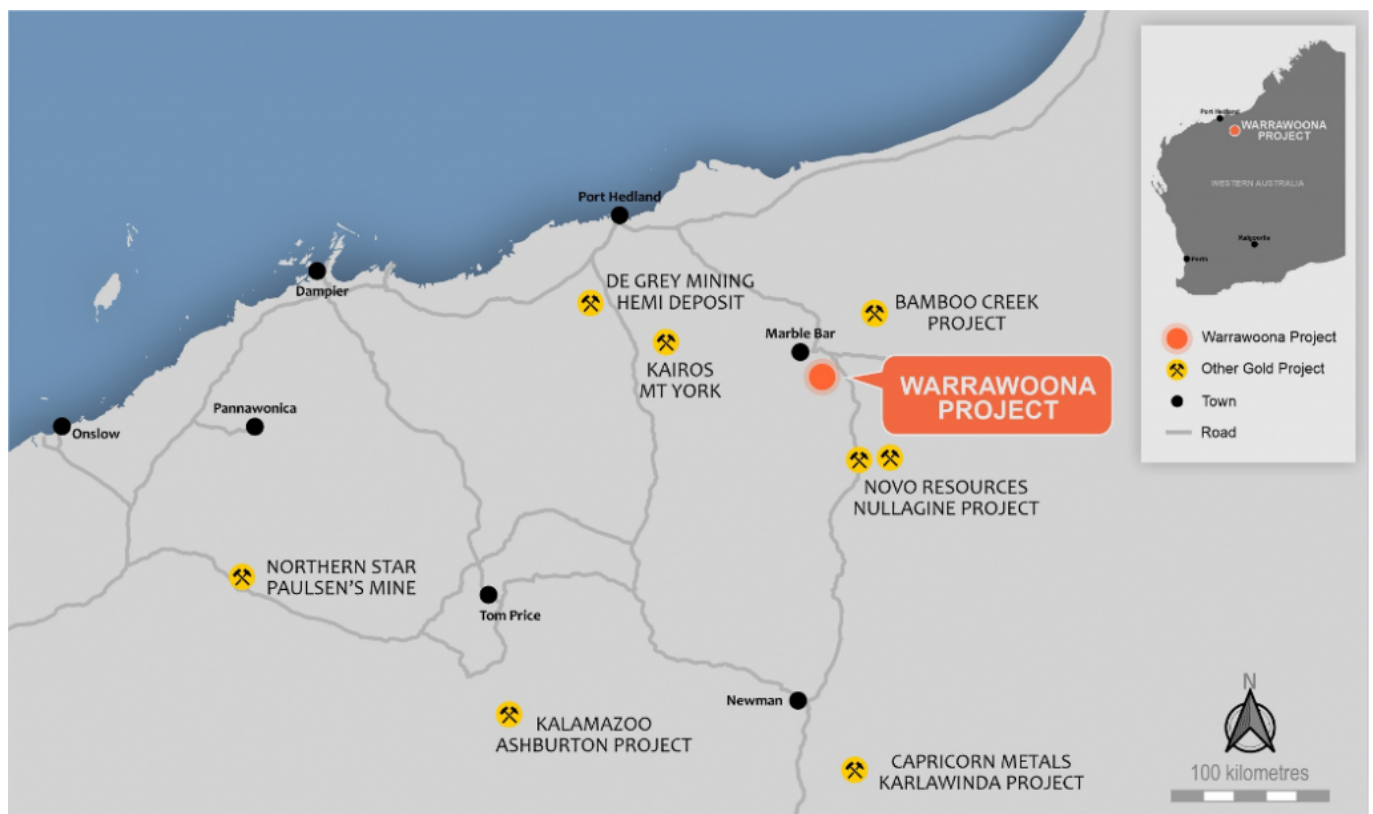 Port Hedland
Dampier
DE GREY MINING
HEMI DEPOSIT
BAMBOO CREEK
PROJECT
Marble Bar
KAIROS
MT YORK
WARRAWOONA
PROJECT
Pannawonica
Onslow
NOVO RESOURCES
NULLAGINE PROJECT
NORTHERN STAR
PAULSEN'S MINE
Tom Price
Newman
KALAMAZOO
ASHBURTON PROJECT
CAPRICORN METALS
KARLAWINDA PROJECT
Port Hedland
WARRAWOONA
PROJECT
WESTERN AUSTRALIA
Kalgoorlie
Perth
Warrawoona Project
Other Gold Project
Town
Road
N
100 kilometres